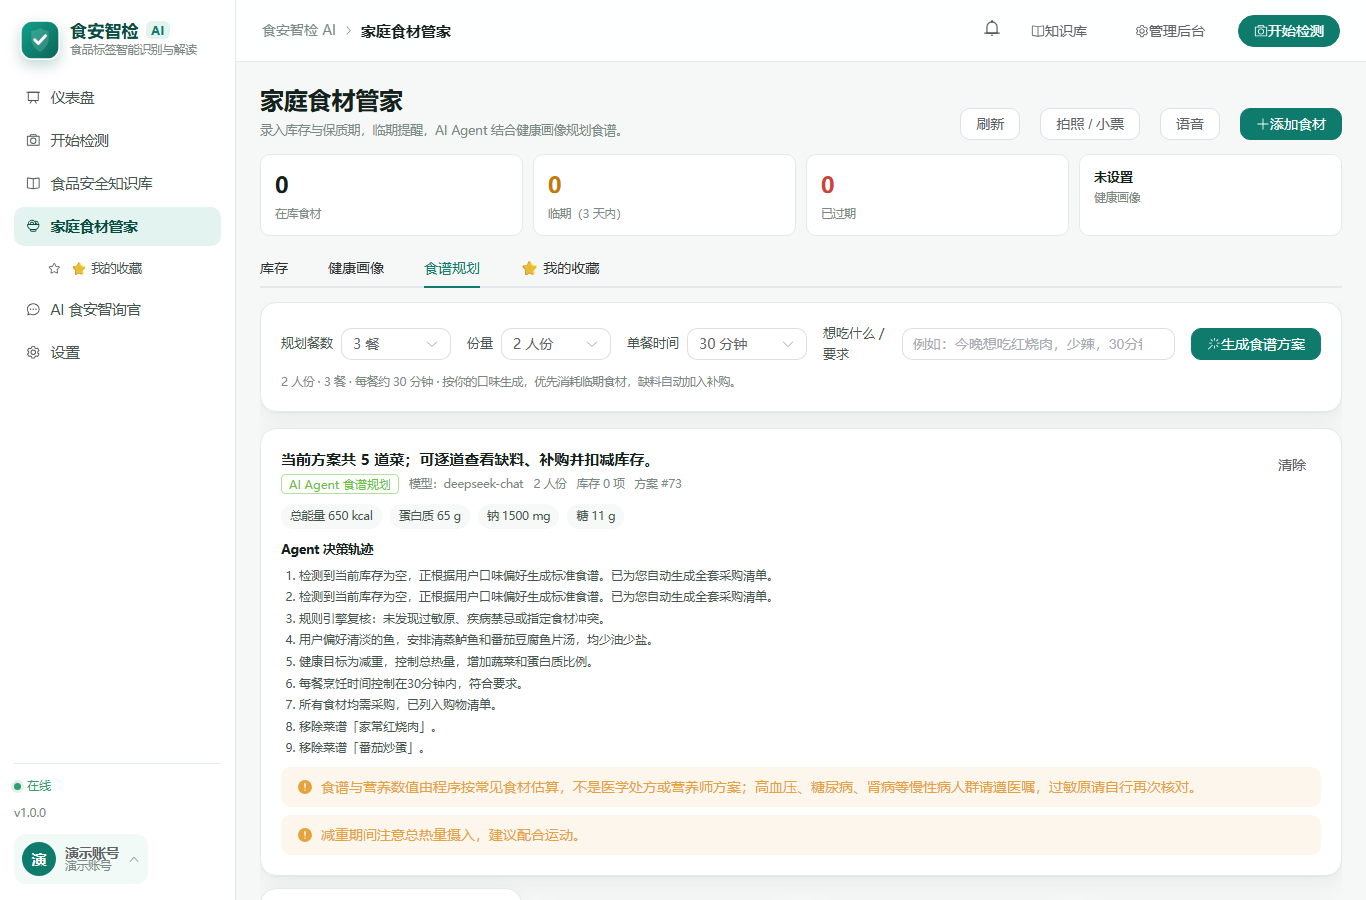 食安智检 AI
食品标签智能识别与解读
仪表盘
开始检测
食品安全知识库
家庭食材管家
我的收藏
AI 食安智询官
设置
在线
v1.0.0
演
演示账号
演示账号
食安智检 AI > 家庭食材管家
知识库
管理后台
开始检测
家庭食材管家
录入库存与保质期，临期提醒，AI Agent 结合健康画像规划食谱。
刷新
拍照 / 小票
语音
+添加食材
0
在库食材
0
临期（3 天内）
0
已过期
未设置
健康画像
库存
健康画像
食谱规划
我的收藏
规划餐数
3 餐
份量
2 人份
单餐时间
30 分钟
想吃什么 /
要求
例如：今晚想吃红烧肉，少辣，30分钟
生成食谱方案
2 人份 · 3 餐 · 每餐约 30 分钟 · 按你的口味生成，优先消耗临期食材，缺料自动加入补购。
当前方案共 5 道菜；可逐道查看缺料、补购并扣减库存。
清除
AI Agent 食谱规划 模型：deepseek-chat 2 人份 库存 0 项 方案 #73
总能量 650 kcal 蛋白质 65 g 钠 1500 mg 糖 11 g
Agent 决策轨迹
1. 检测到当前库存为空，正根据用户口味偏好生成标准食谱。已为您自动生成全套采购清单。
2. 检测到当前库存为空，正根据用户口味偏好生成标准食谱。已为您自动生成全套采购清单。
3. 规则引擎复核：未发现过敏原、疾病禁忌或指定食材冲突。
4. 用户偏好清淡的鱼，安排清蒸鲈鱼和番茄豆腐鱼片汤，均少油少盐。
5. 健康目标为减重，控制总热量，增加蔬菜和蛋白质比例。
6. 每餐烹饪时间控制在30分钟内，符合要求。
7. 所有食材均需采购，已列入购物清单。
8. 移除菜谱「家常红烧肉」。
9. 移除菜谱「番茄炒蛋」。
食谱与营养数值由程序按常见食材估算，不是医学处方或营养师方案；高血压、糖尿病、肾病等慢性病人群请遵医嘱，过敏原请自行再次核对。
减重期间注意总热量摄入，建议配合运动。